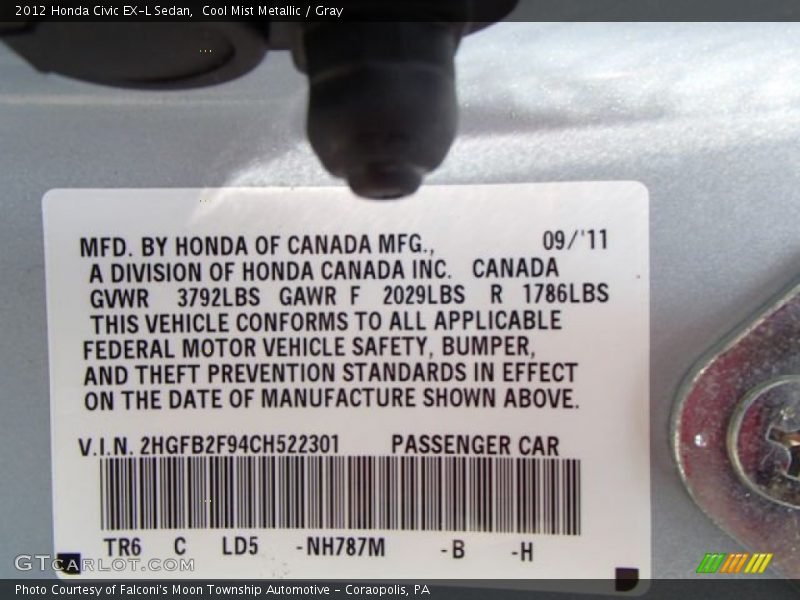 2012 Honda Civic EX-L Sedan,  Cool Mist Metallic / Gray
MFD. BY HONDA OF CANADA MFG., 09/'11
A DIVISION OF HONDA CANADA INC. CANADA
GVWR 3792LBS GAWR F 2029LBS R 1786LBS
THIS VEHICLE CONFORMS TO ALL APPLICABLE
FEDERAL MOTOR VEHICLE SAFETY, BUMPER,
AND THEFT PREVENTION STANDARDS IN EFFECT
ON THE DATE OF MANUFACTURE SHOWN ABOVE.
V.I.N. 2HGFB2F94CH522301 PASSENGER CAR
TR6 C LD5 -NH787M -B -H
GTCarLot.com
Photo Courtesy of Falconi's Moon Township Automotive - Coraopolis, PA